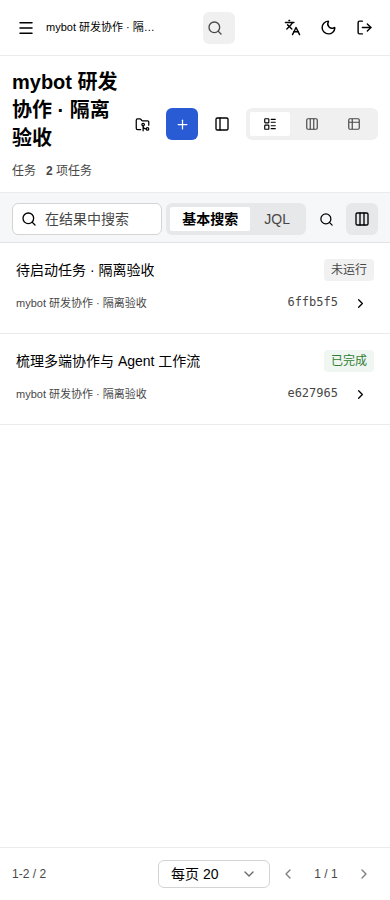 mybot 研发协作 · 隔…
mybot 研发
协作 · 隔离
验收
任务 2 项任务
在结果中搜索 基本搜索 JQL
待启动任务 · 隔离验收 未运行
mybot 研发协作 · 隔离验收 6ffb5f5
梳理多端协作与 Agent 工作流 已完成
mybot 研发协作 · 隔离验收 e627965
1-2 / 2 每页 20 1 / 1